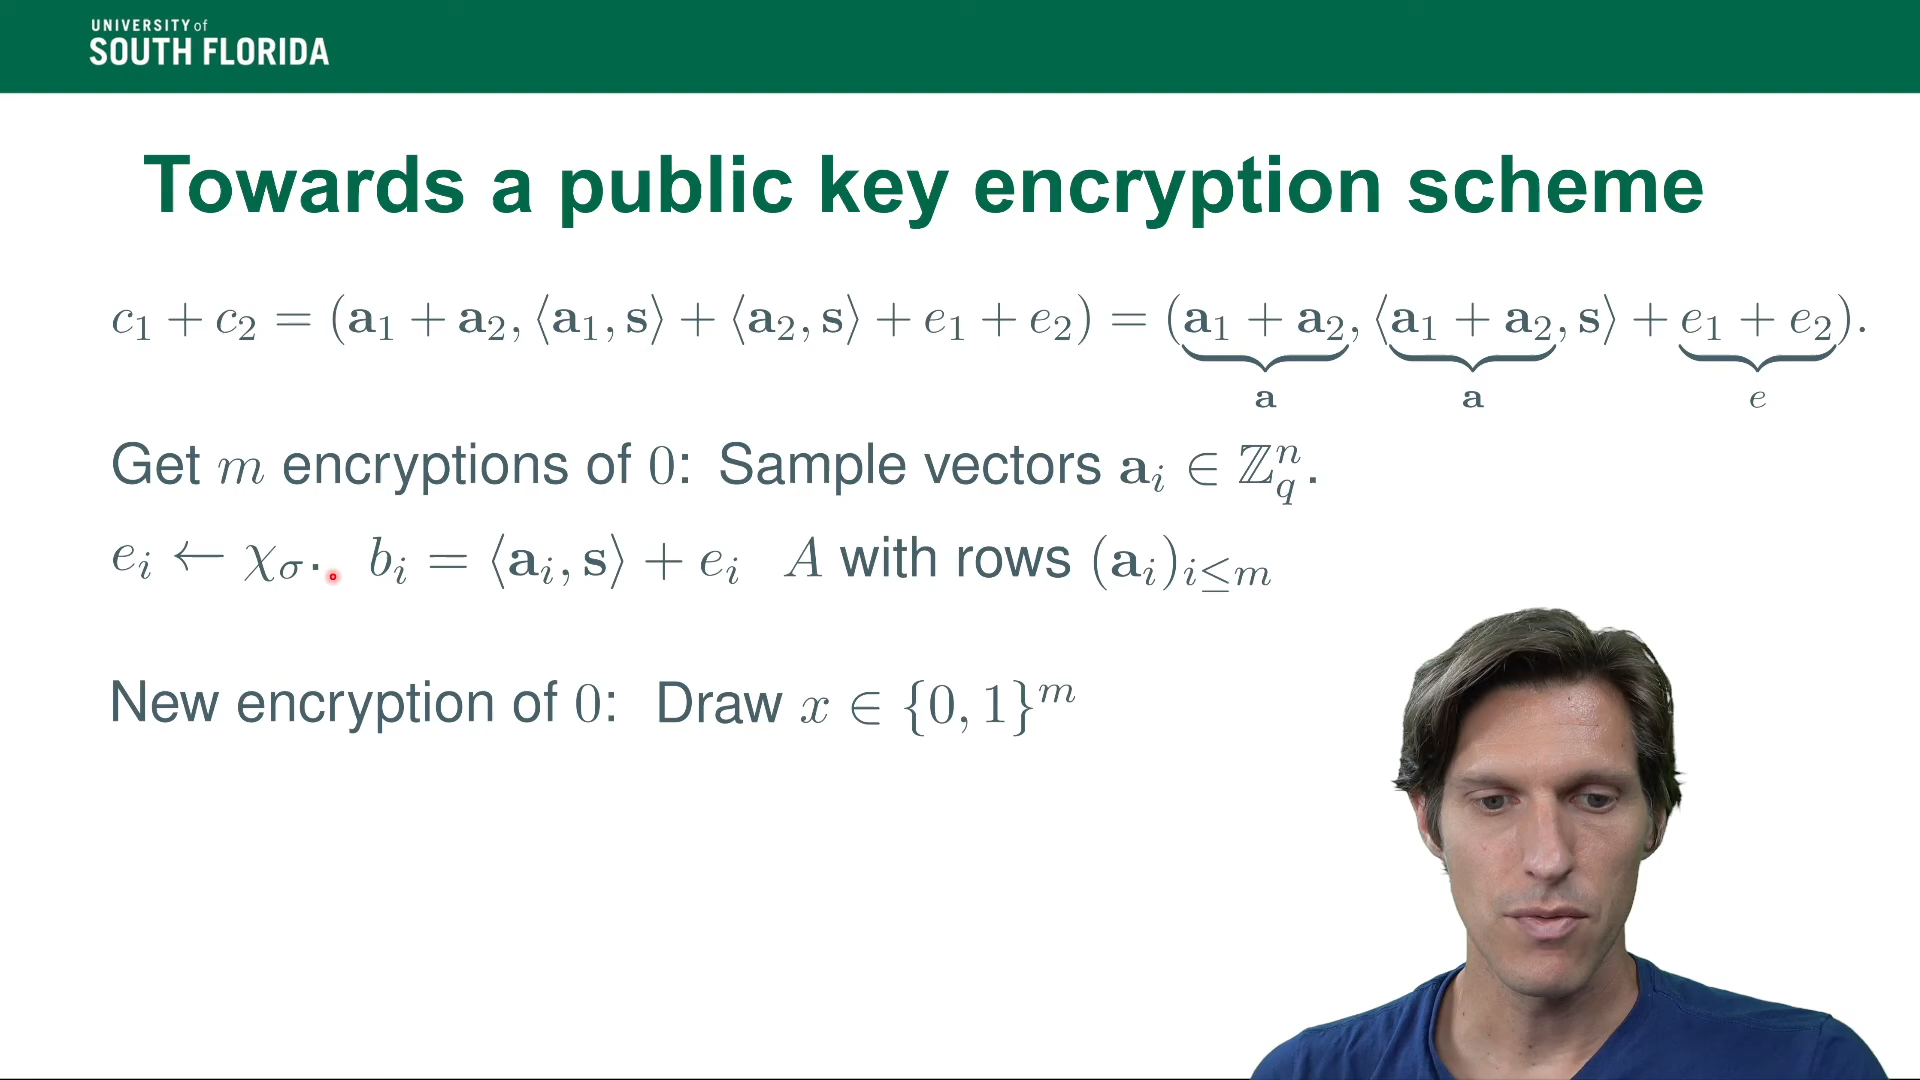 UNIVERSITY of
SOUTH FLORIDA
Towards a public key encryption scheme
c₁ + c₂ = (𝐚₁ + 𝐚₂, ⟨𝐚₁, 𝐬⟩ + ⟨𝐚₂, 𝐬⟩ + e₁ + e₂) = (𝐚₁ + 𝐚₂, ⟨𝐚₁ + 𝐚₂, 𝐬⟩ + e₁ + e₂).
𝐚 𝐚 e
Get m encryptions of 0: Sample vectors 𝐚ᵢ ∈ ℤ_q^n.
eᵢ ← χ_σ. bᵢ = ⟨𝐚ᵢ, 𝐬⟩ + eᵢ A with rows (𝐚ᵢ)_{i≤m}
New encryption of 0: Draw x ∈ {0, 1}^m